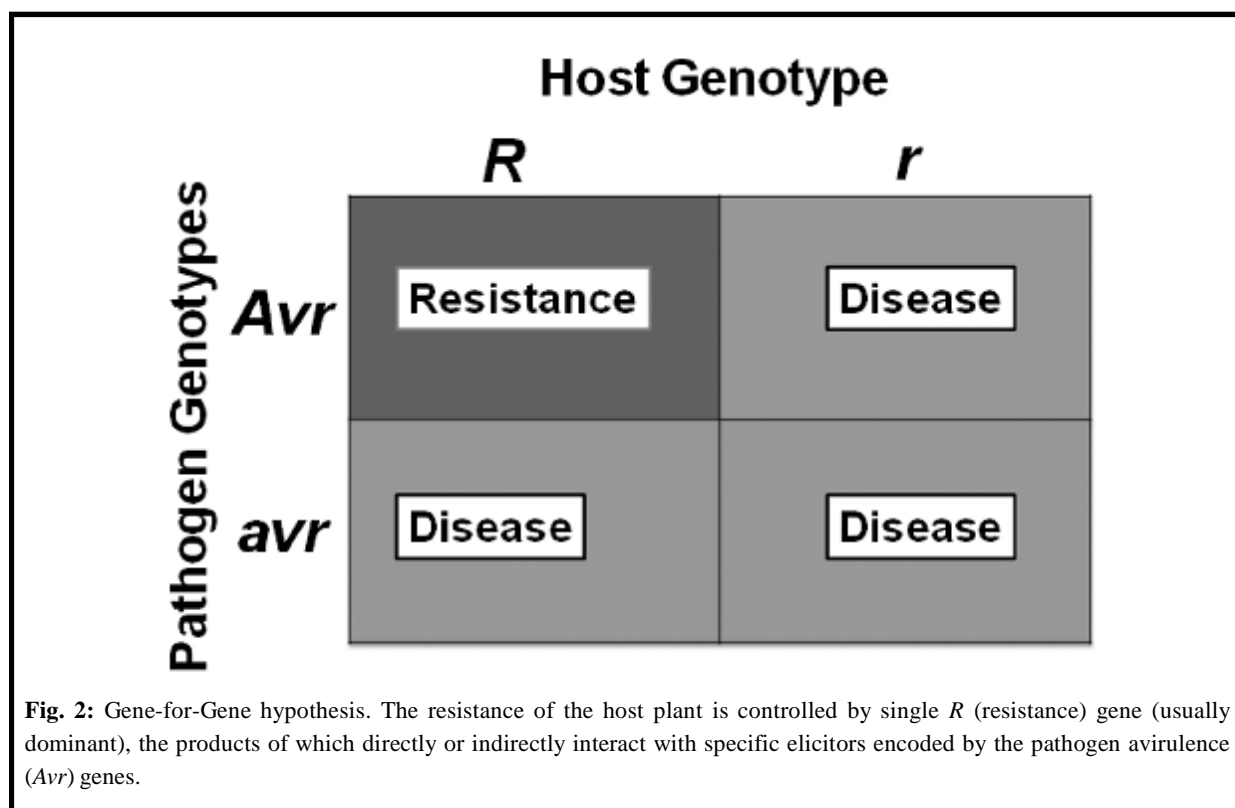 Host Genotype
R r
Pathogen Genotypes
Avr Resistance Disease
avr Disease Disease
Fig. 2: Gene-for-Gene hypothesis. The resistance of the host plant is controlled by single R (resistance) gene (usually
dominant), the products of which directly or indirectly interact with specific elicitors encoded by the pathogen avirulence
(Avr) genes.